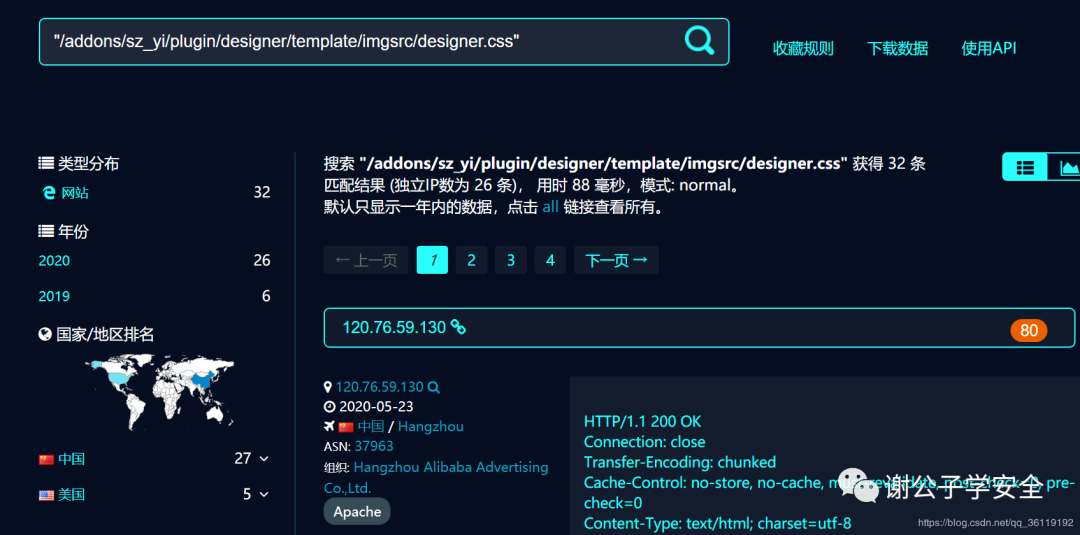 "/addons/sz_yi/plugin/designer/template/imgsrc/designer.css"
收藏规则 下载数据 使用API
类型分布
网站 32
年份
2020 26
2019 6
国家/地区排名
中国 27
美国 5
搜索 "/addons/sz_yi/plugin/designer/template/imgsrc/designer.css" 获得 32 条
匹配结果 (独立IP数为 26 条)， 用时 88 毫秒，模式: normal。
默认只显示一年内的数据，点击 all 链接查看所有。
←上一页 1 2 3 4 下一页→
120.76.59.130 80
120.76.59.130
2020-05-23
中国 / Hangzhou
ASN: 37963
组织: Hangzhou Alibaba Advertising
Co.,Ltd.
Apache
HTTP/1.1 200 OK
Connection: close
Transfer-Encoding: chunked
Cache-Control: no-store, no-cache, pre-
check=0
Content-Type: text/html; charset=utf-8
谢公子学安全
https://blog.csdn.net/qq_36119192